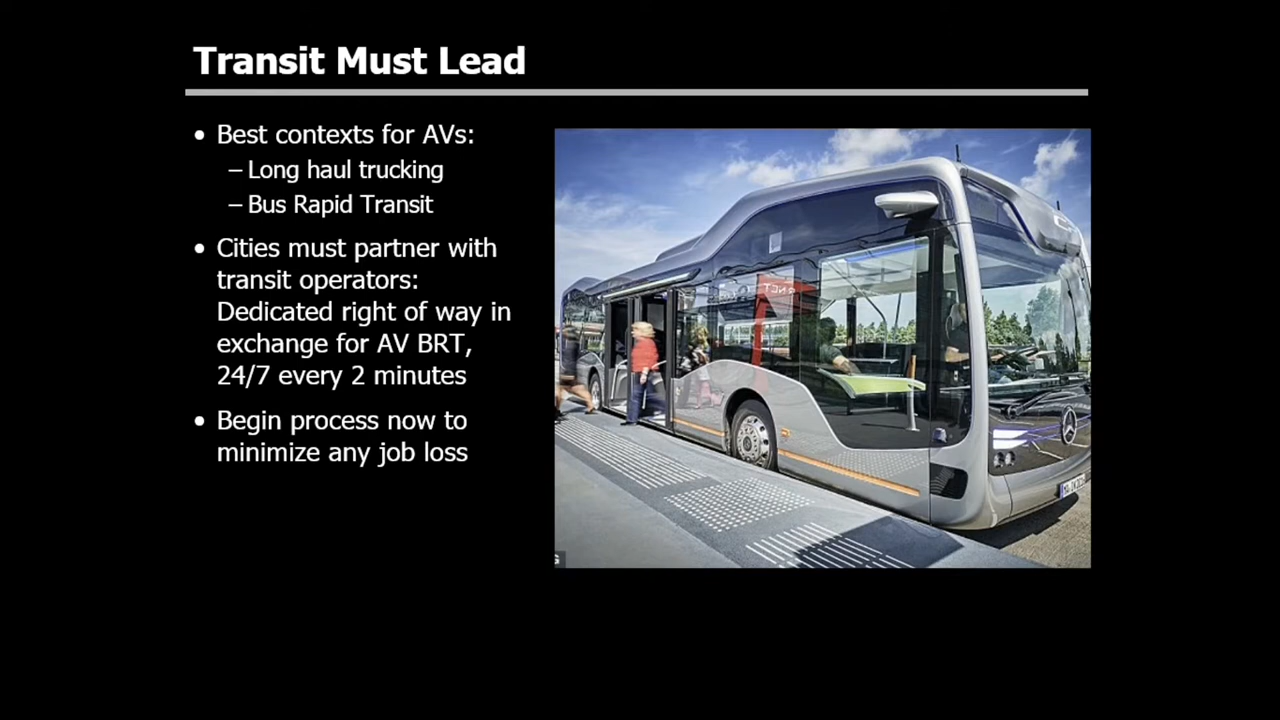 Transit Must Lead
• Best contexts for AVs:
– Long haul trucking
– Bus Rapid Transit
• Cities must partner with
transit operators:
Dedicated right of way in
exchange for AV BRT,
24/7 every 2 minutes
• Begin process now to
minimize any job loss